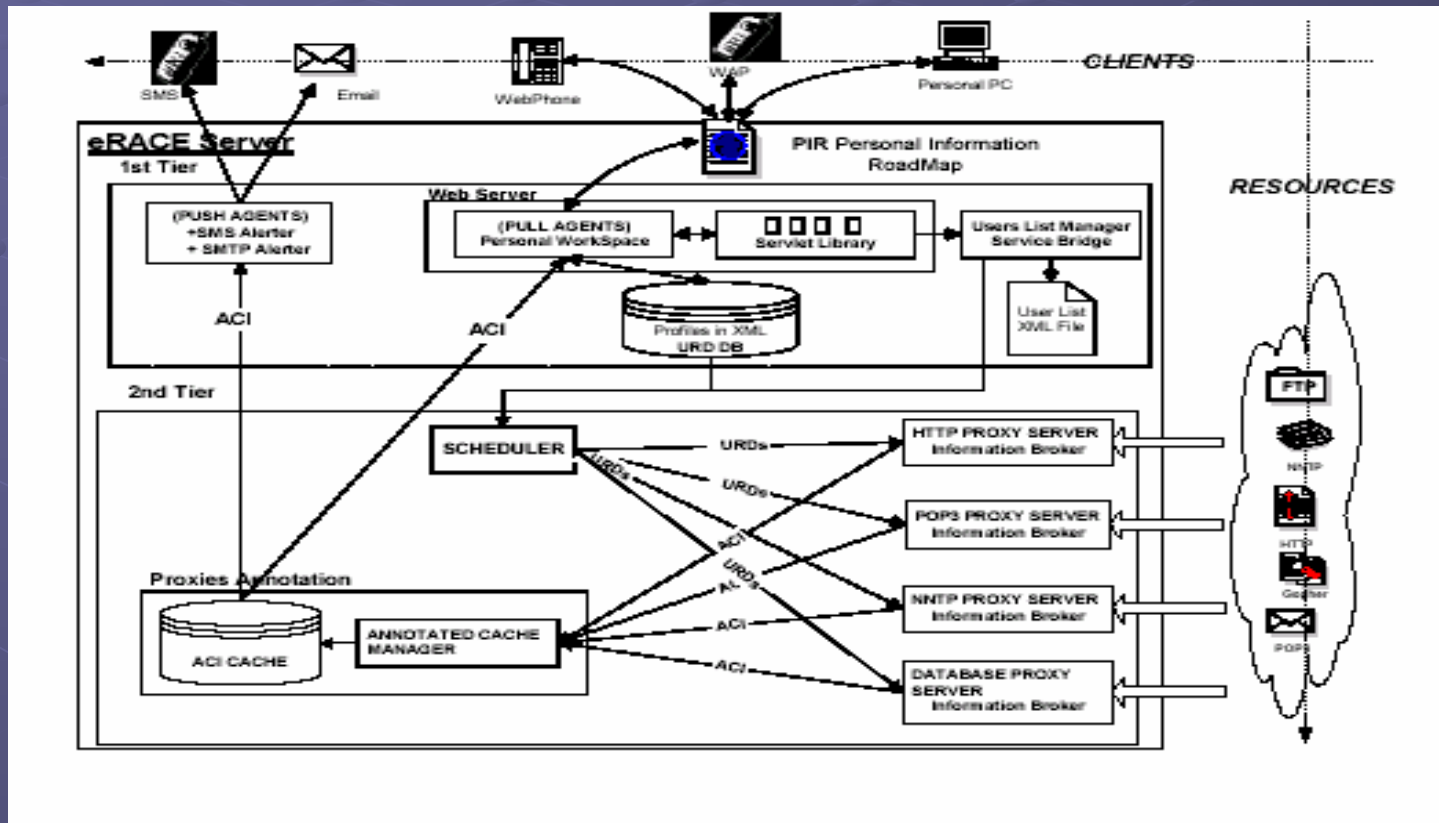 SMS
Email
WebPhone
WAP
Personal PC
CLIENTS
eRACE Server
1st Tier
PIR Personal Information
RoadMap
RESOURCES
Web Server
(PUSH AGENTS)
+SMS Alerter
+ SMTP Alerter
(PULL AGENTS)
Personal WorkSpace
Servlet Library
Users List Manager
Service Bridge
ACI
ACI
Profiles in XML
URD DB
User List
XML File
2nd Tier
SCHEDULER
URDs
URDs
URDs
URDs
ACI
ACI
ACI
HTTP PROXY SERVER
Information Broker
POP3 PROXY SERVER
Information Broker
NNTP PROXY SERVER
Information Broker
DATABASE PROXY
SERVER
Information Broker
Proxies Annotation
ACI CACHE
ANNOTATED CACHE
MANAGER
FTP
NNTP
HTTP
Gopher
POP3